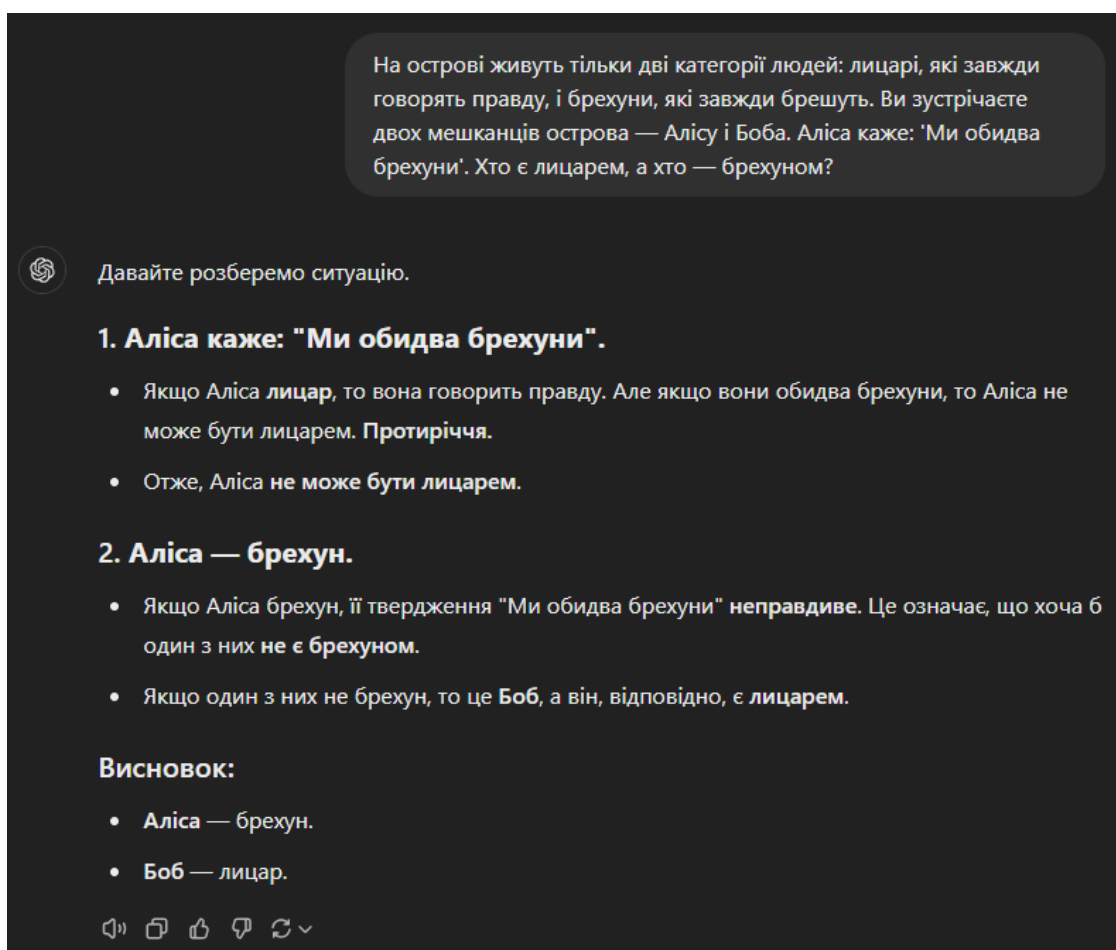 На острові живуть тільки дві категорії людей: лицарі, які завжди
говорять правду, і брехуни, які завжди брешуть. Ви зустрічаєте
двох мешканців острова — Алісу і Боба. Аліса каже: 'Ми обидва
брехуни'. Хто є лицарем, а хто — брехуном?
Давайте розберемо ситуацію.
1. Аліса каже: "Ми обидва брехуни".
• Якщо Аліса лицар, то вона говорить правду. Але якщо вони обидва брехуни, то Аліса не
може бути лицарем. Протиріччя.
• Отже, Аліса не може бути лицарем.
2. Аліса — брехун.
• Якщо Аліса брехун, її твердження "Ми обидва брехуни" неправдиве. Це означає, що хоча б
один з них не є брехуном.
• Якщо один з них не брехун, то це Боб, а він, відповідно, є лицарем.
Висновок:
• Аліса — брехун.
• Боб — лицар.